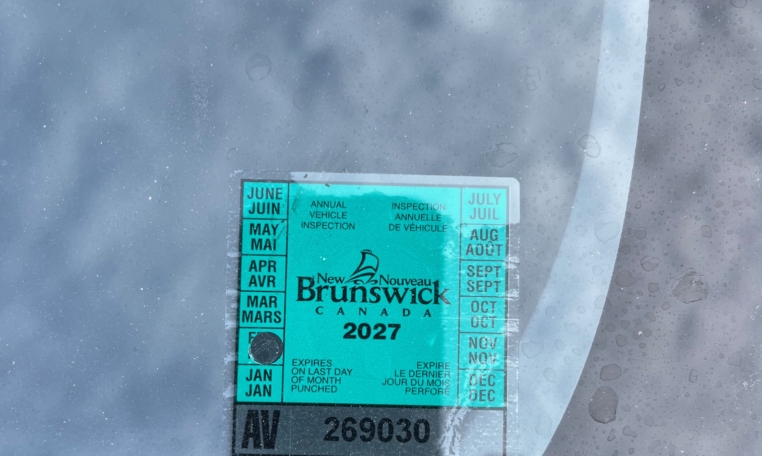 JUNE
JUIN
MAY
MAI
APR
AVR
MAR
MARS
JAN
JAN
ANNUAL
VEHICLE
INSPECTION
INSPECTION
ANNUELLE
DE VÉHICULE
New Nouveau
Brunswick
CANADA
2027
EXPIRES
ON LAST DAY
OF MONTH
PUNCHED
EXPIRE
LE DERNIER
JOUR DU MOIS
PERFORÉ
JULY
JUIL
AUG
AOÛT
SEPT
SEPT
OCT
OCT
NOV
NOV
DEC
DEC
AV
269030